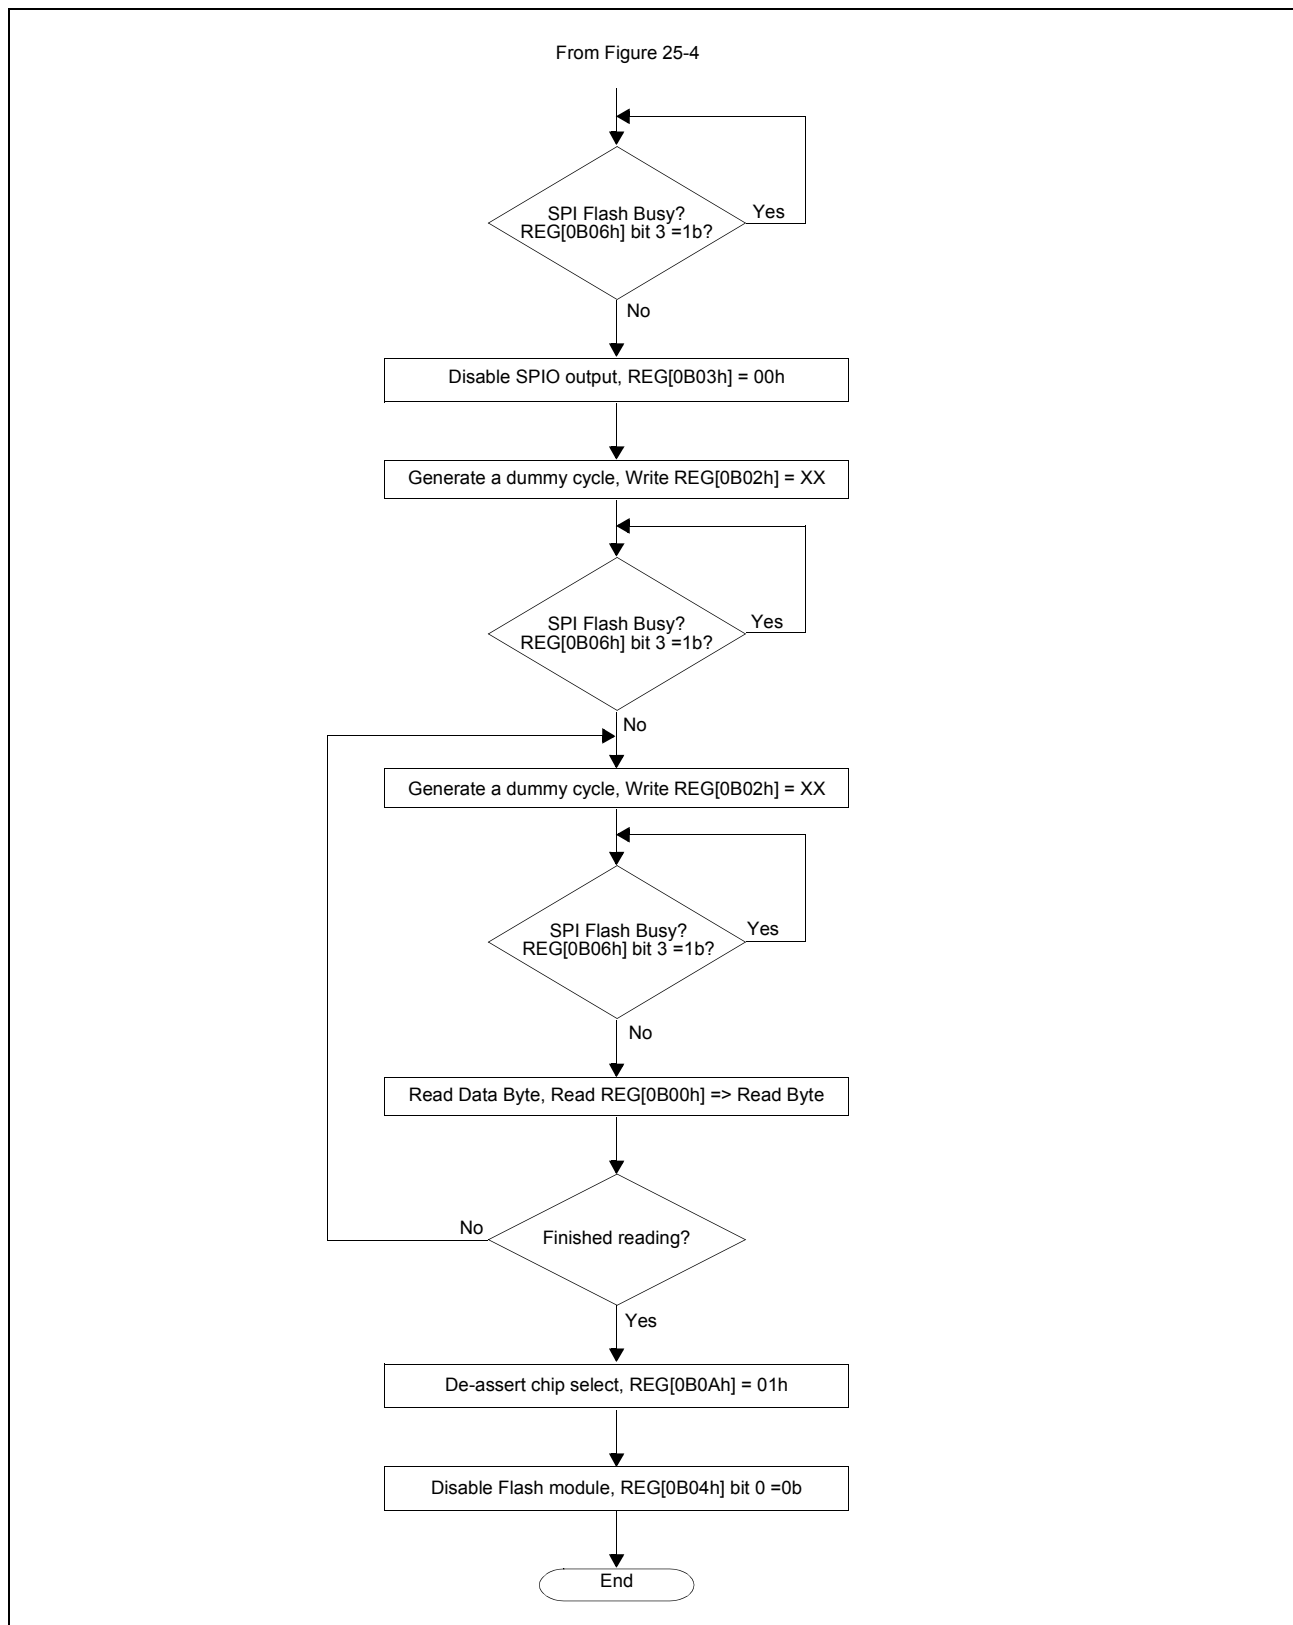 From Figure 25-4
SPI Flash Busy?
REG[0B06h] bit 3 =1b?
Yes
No
Disable SPIO output, REG[0B03h] = 00h
Generate a dummy cycle, Write REG[0B02h] = XX
SPI Flash Busy?
REG[0B06h] bit 3 =1b?
Yes
No
Generate a dummy cycle, Write REG[0B02h] = XX
SPI Flash Busy?
REG[0B06h] bit 3 =1b?
Yes
No
Read Data Byte, Read REG[0B00h] => Read Byte
No
Finished reading?
Yes
De-assert chip select, REG[0B0Ah] = 01h
Disable Flash module, REG[0B04h] bit 0 =0b
End